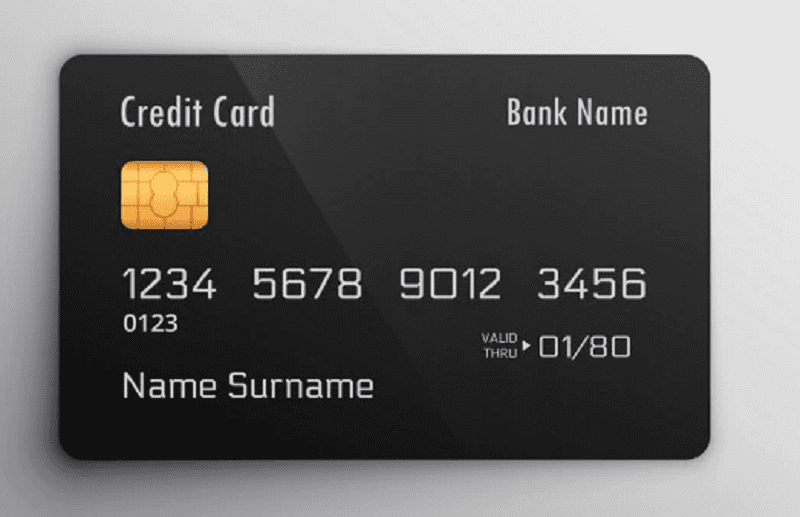 Credit Card Bank Name
1234 5678 9012 3456
0123
VALID THRU 01/80
Name Surname